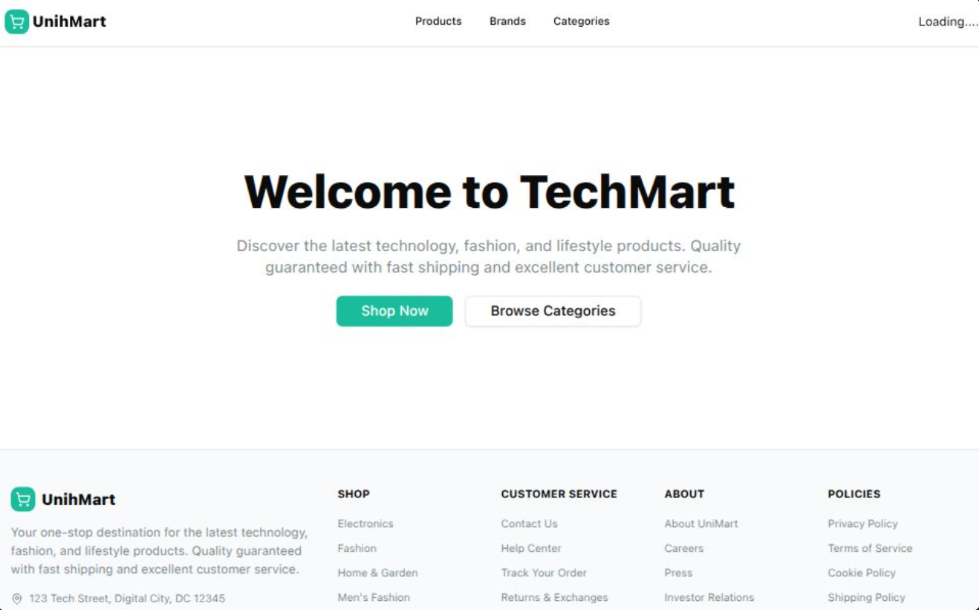 UnihMart
Products Brands Categories
Loading....
Welcome to TechMart
Discover the latest technology, fashion, and lifestyle products. Quality
guaranteed with fast shipping and excellent customer service.
Shop Now Browse Categories
UnihMart
Your one-stop destination for the latest technology,
fashion, and lifestyle products. Quality guaranteed
with fast shipping and excellent customer service.
123 Tech Street, Digital City, DC 12345
SHOP
Electronics
Fashion
Home & Garden
Men's Fashion
CUSTOMER SERVICE
Contact Us
Help Center
Track Your Order
Returns & Exchanges
ABOUT
About UniMart
Careers
Press
Investor Relations
POLICIES
Privacy Policy
Terms of Service
Cookie Policy
Shipping Policy